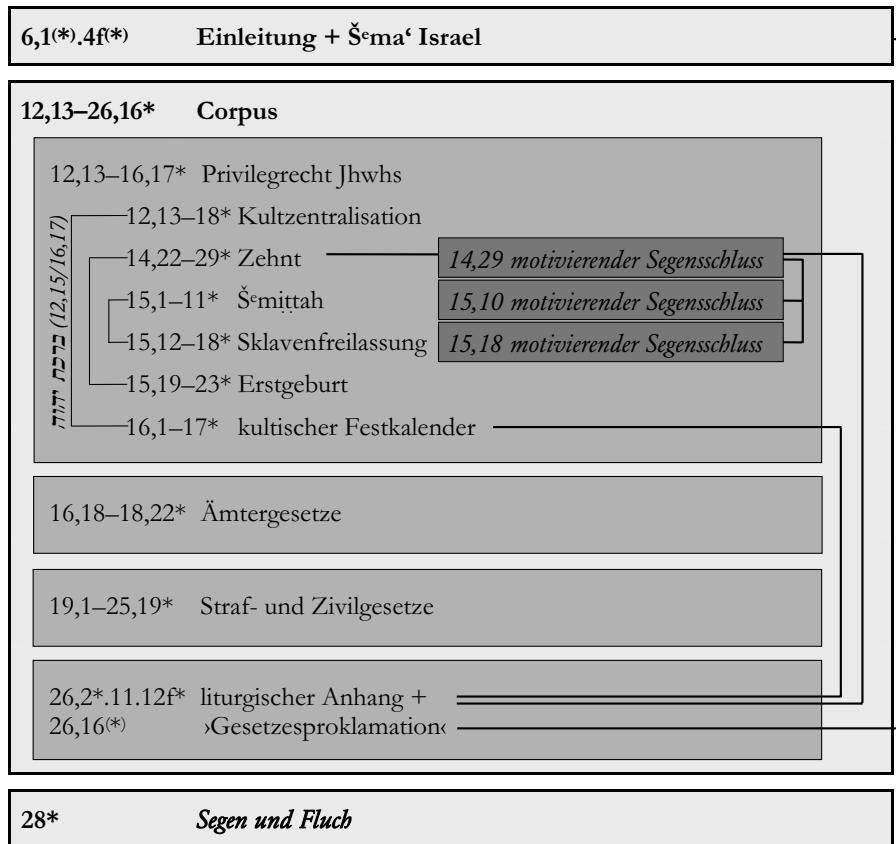 6,1(*).4f(*) Einleitung + Šᵉmaʻ Israel
12,13–26,16* Corpus
12,13–16,17* Privilegrecht Jhwhs
ברכת יהוה (12,15/16,17)
12,13–18* Kultzentralisation
14,22–29* Zehnt 14,29 motivierender Segensschluss
15,1–11* Šᵉmiṭṭah 15,10 motivierender Segensschluss
15,12–18* Sklavenfreilassung 15,18 motivierender Segensschluss
15,19–23* Erstgeburt
16,1–17* kultischer Festkalender
16,18–18,22* Ämtergesetze
19,1–25,19* Straf- und Zivilgesetze
26,2*.11.12f* liturgischer Anhang +
26,16(*) ›Gesetzesproklamation‹
28* Segen und Fluch